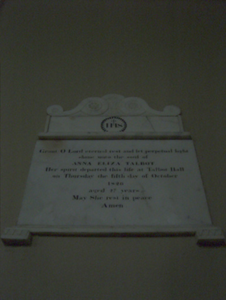 IHS
Grant O Lord eternal rest and let perpetual light
shine upon the soul of
ANNA ELIZA TALBOT
Her spirit departed this life at Talbot Hall
on Thursday the fifth day of October
aged 17 years
May She rest in peace
Amen